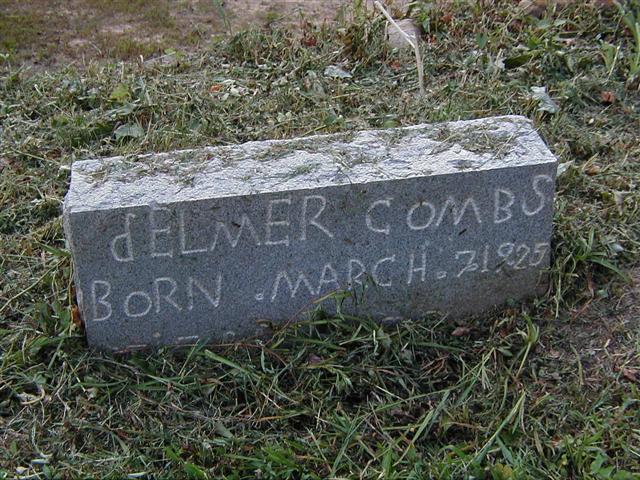 dELMER COMBS
BORN . MARCH . 7.1925